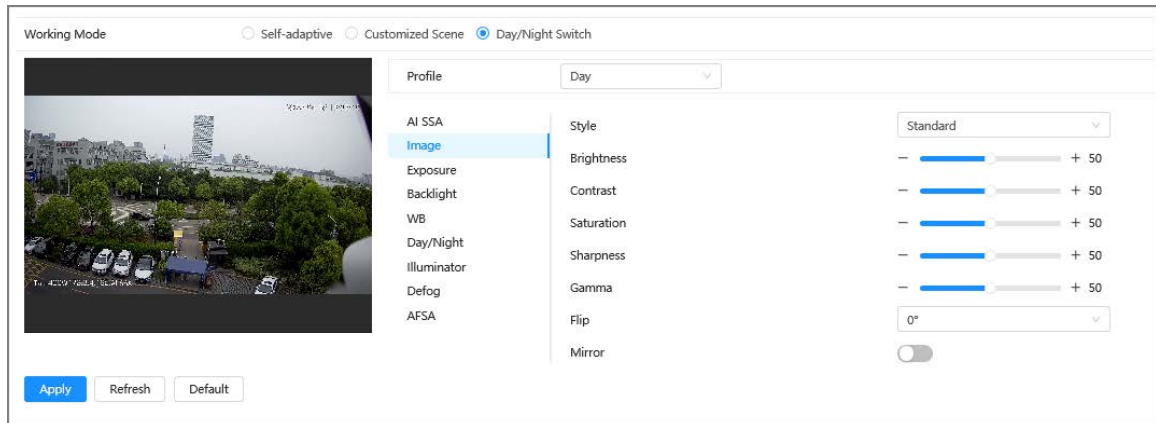 Working Mode Self-adaptive Customized Scene Day/Night Switch
Profile Day
AI SSA
Image
Exposure
Backlight
WB
Day/Night
Illuminator
Defog
AFSA
Style Standard
Brightness - + 50
Contrast - + 50
Saturation - + 50
Sharpness - + 50
Gamma - + 50
Flip 0°
Mirror
Apply Refresh Default